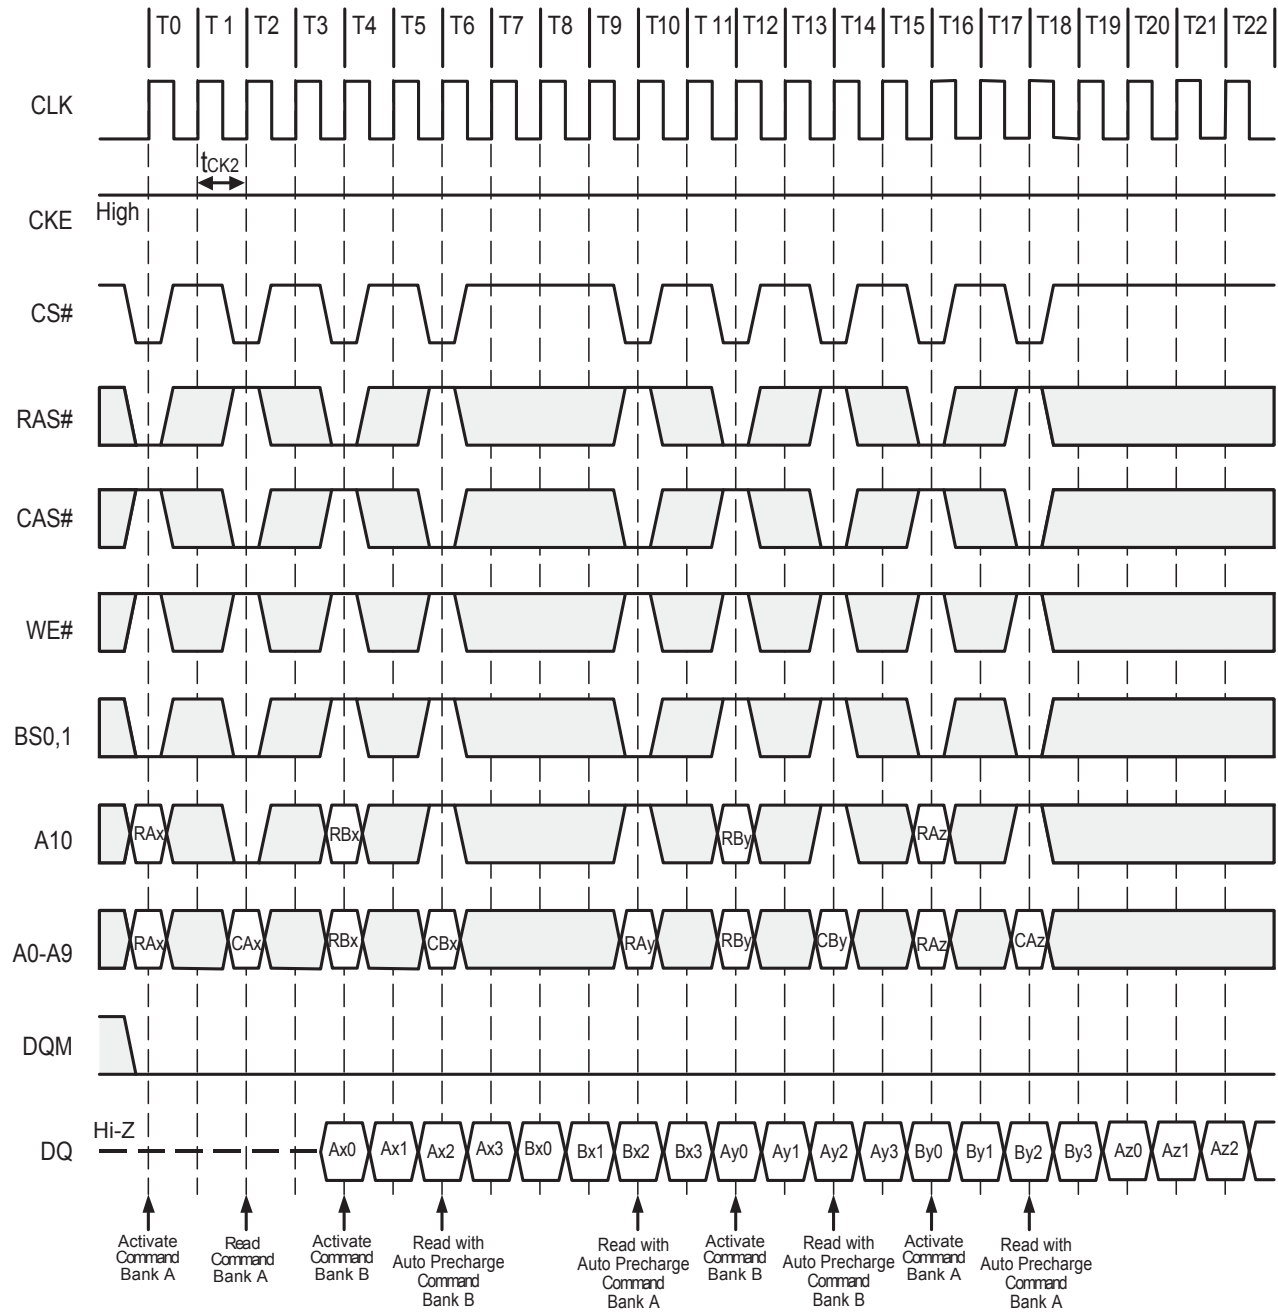 T0 T 1 T2 T3 T4 T5 T6 T7 T8 T9 T10 T 11 T12 T13 T14 T15 T16 T17 T18 T19 T20 T21 T22
CLK
tCK2
CKE High
CS#
RAS#
CAS#
WE#
BS0,1
A10 RAx RBx RBy RAz
A0-A9 RAx CAx RBx CBx RAy RBy CBy RAz CAz
DQM
DQ Hi-Z Ax0 Ax1 Ax2 Ax3 Bx0 Bx1 Bx2 Bx3 Ay0 Ay1 Ay2 Ay3 By0 By1 By2 By3 Az0 Az1 Az2
Activate
Command
Bank A
Read
Command
Bank A
Activate
Command
Bank B
Read with
Auto Precharge
Command
Bank B
Read with
Auto Precharge
Command
Bank A
Activate
Command
Bank B
Read with
Auto Precharge
Command
Bank B
Activate
Command
Bank A
Read with
Auto Precharge
Command
Bank A